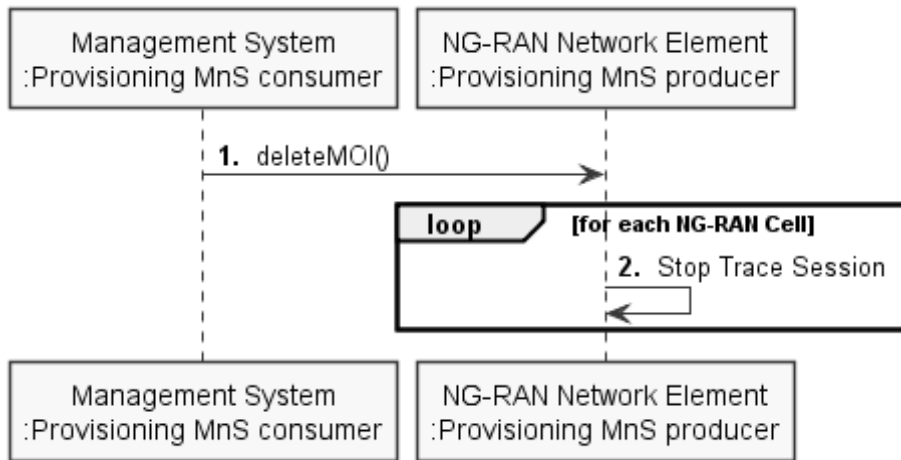 Management System
:Provisioning MnS consumer
NG-RAN Network Element
:Provisioning MnS producer
1. deleteMOI()
loop [for each NG-RAN Cell]
2. Stop Trace Session
Management System
:Provisioning MnS consumer
NG-RAN Network Element
:Provisioning MnS producer